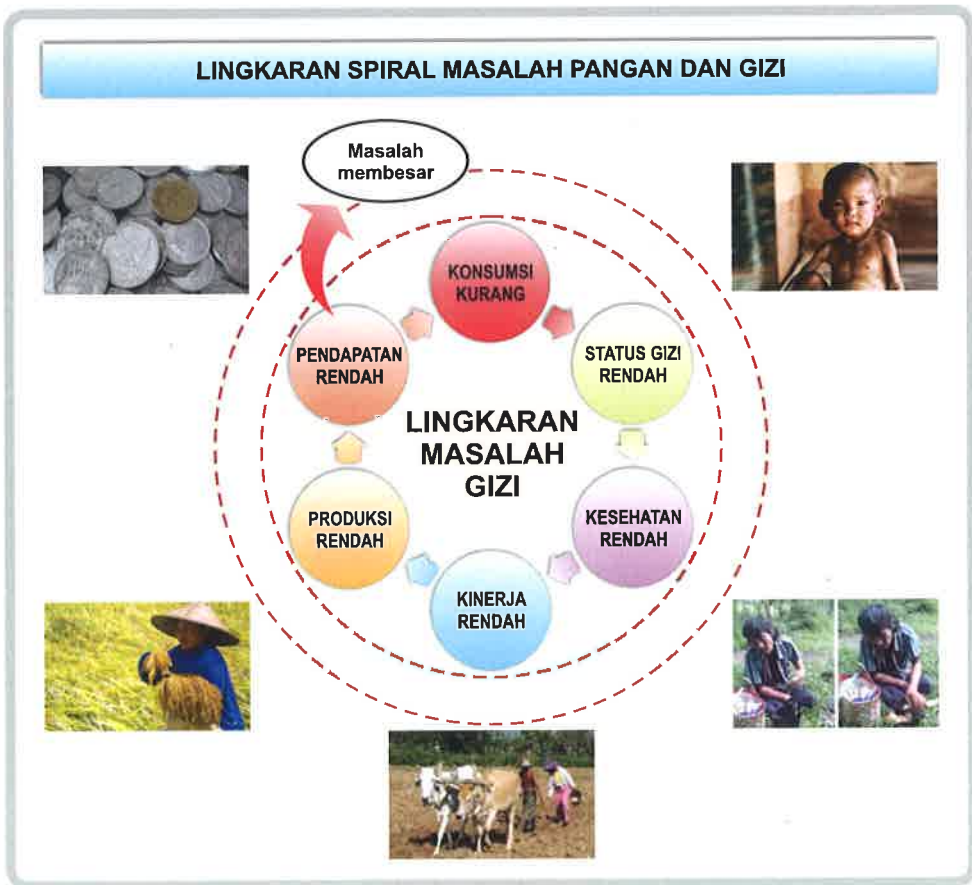 LINGKARAN SPIRAL MASALAH PANGAN DAN GIZI
Masalah
membesar
KONSUMSI
KURANG
STATUS GIZI
RENDAH
KESEHATAN
RENDAH
KINERJA
RENDAH
PRODUKSI
RENDAH
PENDAPATAN
RENDAH
LINGKARAN
MASALAH
GIZI